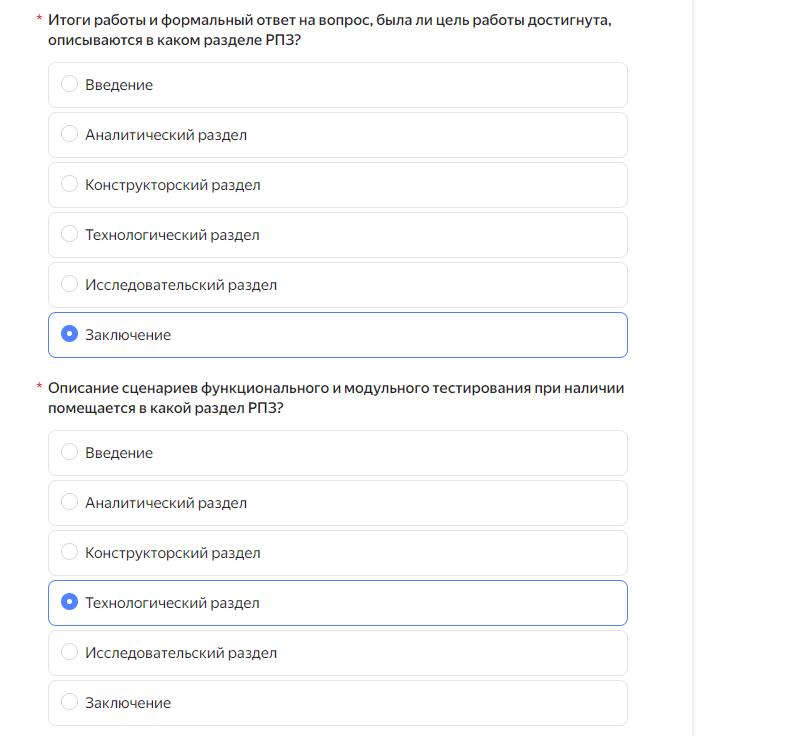 * Итоги работы и формальный ответ на вопрос, была ли цель работы достигнута,
описываются в каком разделе РПЗ?
Введение
Аналитический раздел
Конструкторский раздел
Технологический раздел
Исследовательский раздел
Заключение
* Описание сценариев функционального и модульного тестирования при наличии
помещается в какой раздел РПЗ?
Введение
Аналитический раздел
Конструкторский раздел
Технологический раздел
Исследовательский раздел
Заключение